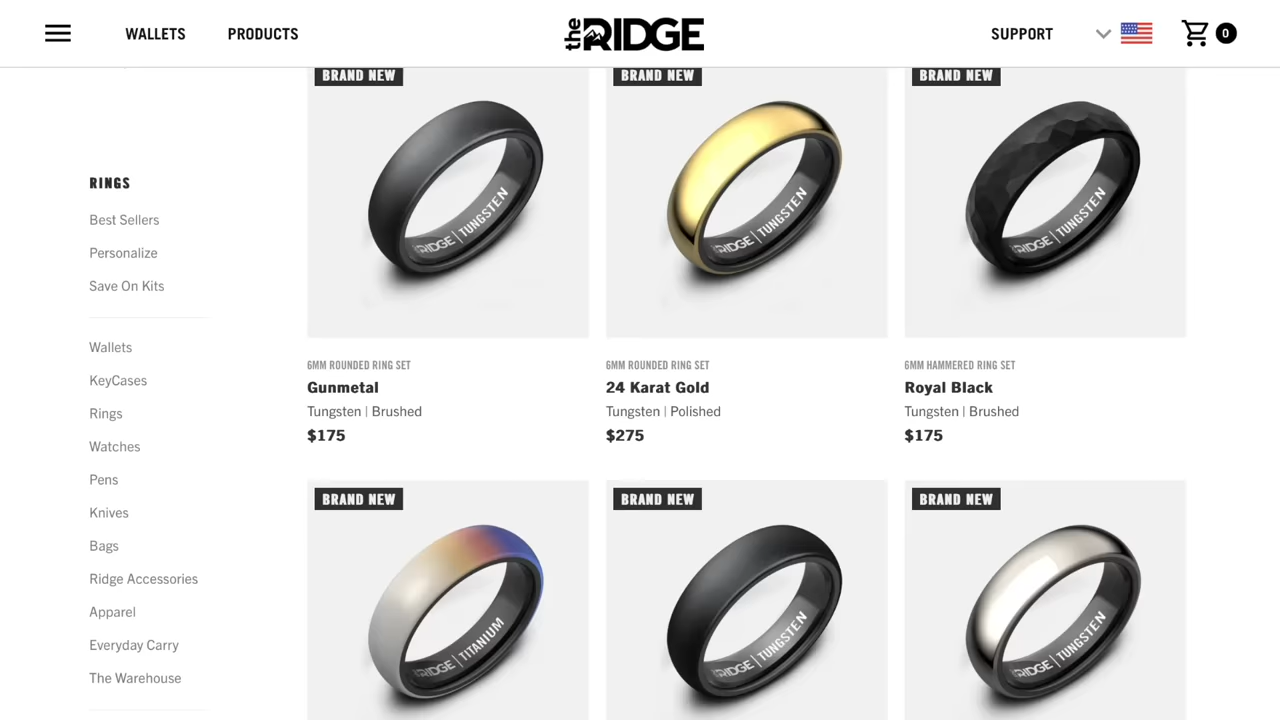 WALLETS PRODUCTS the RIDGE SUPPORT 0
BRAND NEW BRAND NEW BRAND NEW
RIDGE | TUNGSTEN RIDGE | TUNGSTEN RIDGE | TUNGSTEN
RINGS
Best Sellers
Personalize
Save On Kits
Wallets
KeyCases
Rings
Watches
Pens
Knives
Bags
Ridge Accessories
Apparel
Everyday Carry
The Warehouse
6MM ROUNDED RING SET
Gunmetal
Tungsten | Brushed
$175
6MM ROUNDED RING SET
24 Karat Gold
Tungsten | Polished
$275
6MM HAMMERED RING SET
Royal Black
Tungsten | Brushed
$175
BRAND NEW BRAND NEW BRAND NEW
RIDGE | TITANIUM RIDGE | TUNGSTEN RIDGE | TUNGSTEN